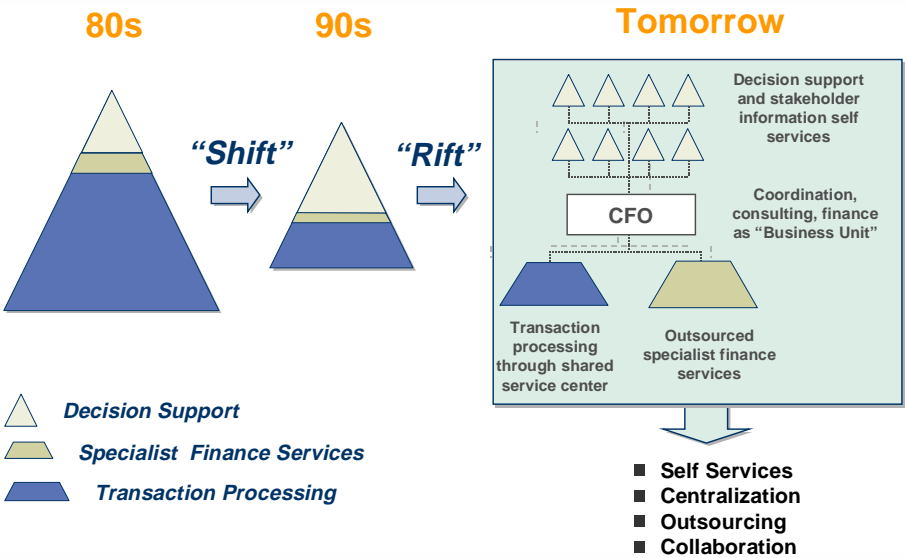 80s
90s
Tomorrow
“Shift”
“Rift”
Decision support
and stakeholder
information self
services
CFO
Coordination,
consulting, finance
as “Business Unit”
Transaction
processing
through shared
service center
Outsourced
specialist finance
services
Decision Support
Specialist Finance Services
Transaction Processing
Self Services
Centralization
Outsourcing
Collaboration